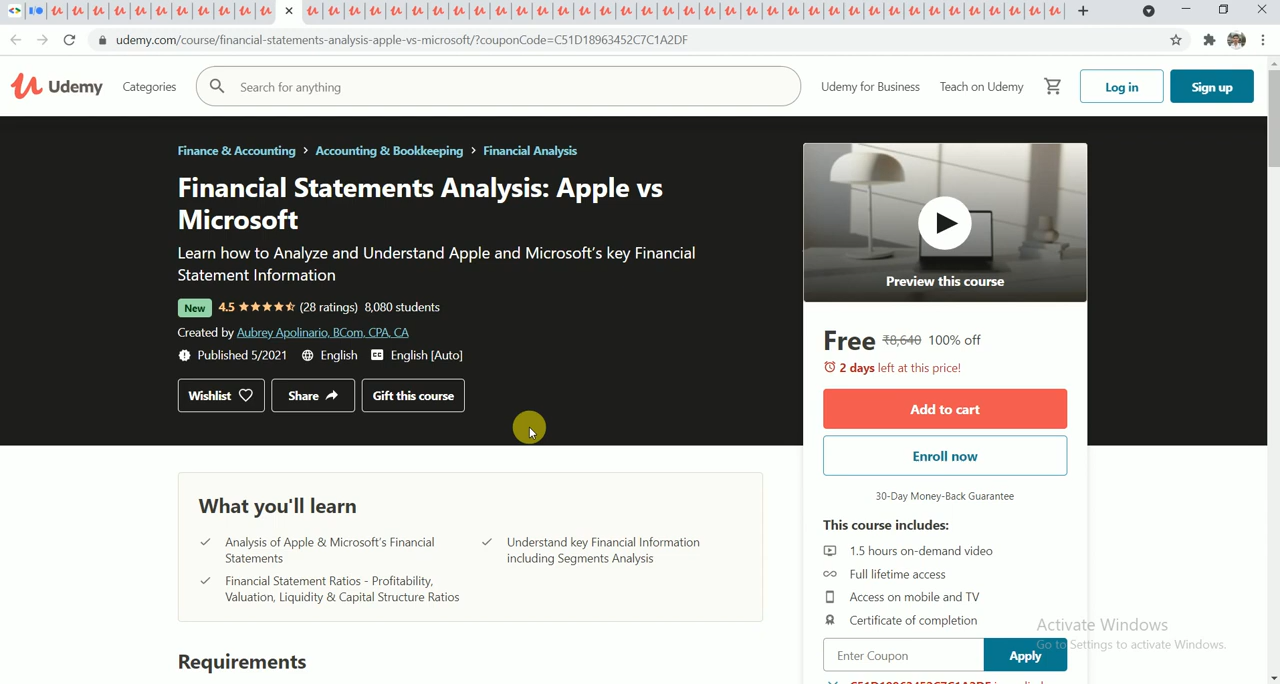 udemy.com/course/financial-statements-analysis-apple-vs-microsoft/?couponCode=C51D18963452C7C1A2DF
Udemy
Categories
Search for anything
Udemy for Business
Teach on Udemy
Log in
Sign up
Finance & Accounting > Accounting & Bookkeeping > Financial Analysis
Financial Statements Analysis: Apple vs
Microsoft
Learn how to Analyze and Understand Apple and Microsoft's key Financial
Statement Information
New 4.5 (28 ratings) 8,080 students
Created by Aubrey Apolinario, BCom, CPA, CA
Published 5/2021 English CC English [Auto]
Wishlist Share Gift this course
Preview this course
Free ₹8,640 100% off
2 days left at this price!
Add to cart
Enroll now
30-Day Money-Back Guarantee
This course includes:
1.5 hours on-demand video
Full lifetime access
Access on mobile and TV
Certificate of completion
Enter Coupon Apply
What you'll learn
Analysis of Apple & Microsoft's Financial
Statements
Financial Statement Ratios - Profitability,
Valuation, Liquidity & Capital Structure Ratios
Understand key Financial Information
including Segments Analysis
Requirements
Activate Windows
Go to Settings to activate Windows.